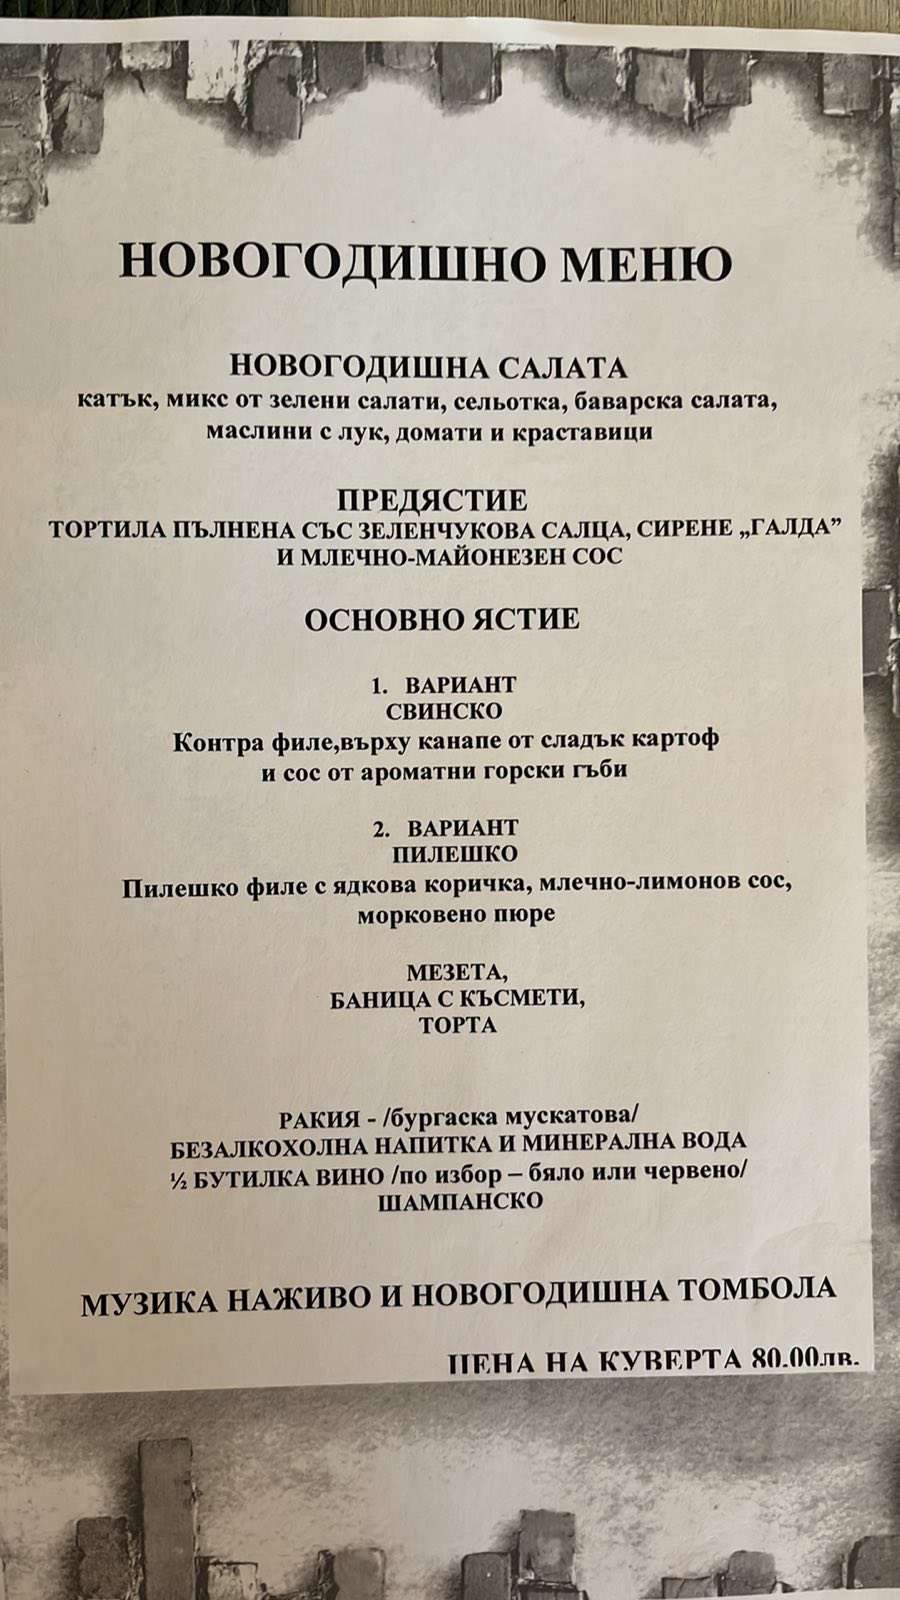 НОВОГОДИШНО МЕНЮ
НОВОГОДИШНА САЛАТА
катък, микс от зелени салати, сельотка, баварска салата,
маслини с лук, домати и краставици
ПРЕДЯСТИЕ
ТОРТИЛА ПЪЛНЕНА СЪС ЗЕЛЕНЧУКОВА САЛЦА, СИРЕНЕ „ГАЛДА”
И МЛЕЧНО-МАЙОНЕЗЕН СОС
ОСНОВНО ЯСТИЕ
1. ВАРИАНТ
СВИНСКО
Контра филе,върху канапе от сладък картоф
и сос от ароматни горски гъби
2. ВАРИАНТ
ПИЛЕШКО
Пилешко филе с ядкова коричка, млечно-лимонов сос,
морковено пюре
МЕЗЕТА,
БАНИЦА С КЪСМЕТИ,
ТОРТА
РАКИЯ - /бургаска мускатова/
БЕЗАЛКОХОЛНА НАПИТКА И МИНЕРАЛНА ВОДА
½ БУТИЛКА ВИНО /по избор – бяло или червено/
ШАМПАНСКО
МУЗИКА НАЖИВО И НОВОГОДИШНА ТОМБОЛА
ЦЕНА НА КУВЕРТА 80.00лв.